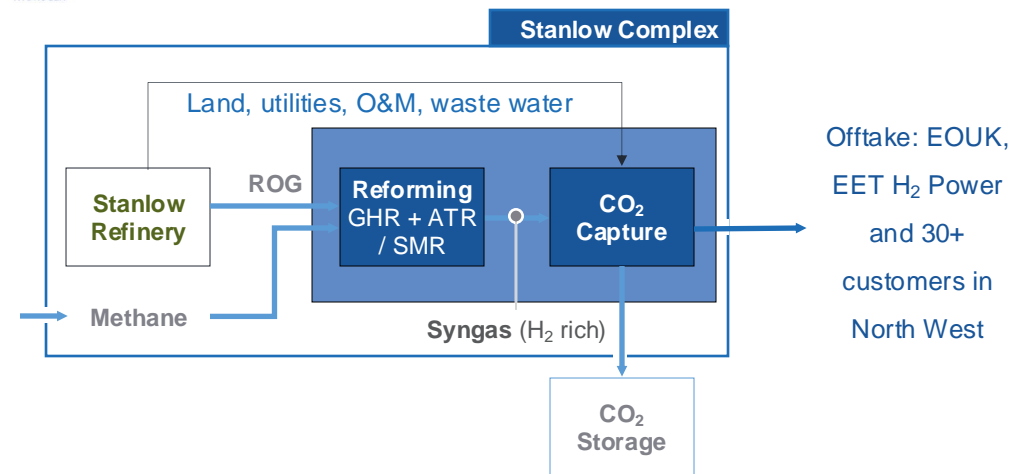 Stanlow Complex
Land, utilities, O&M, waste water
Stanlow
Refinery
ROG
Reforming
GHR + ATR
/ SMR
CO₂
Capture
Methane
Syngas (H₂ rich)
CO₂
Storage
Offtake: EOUK,
EET H₂ Power
and 30+
customers in
North West